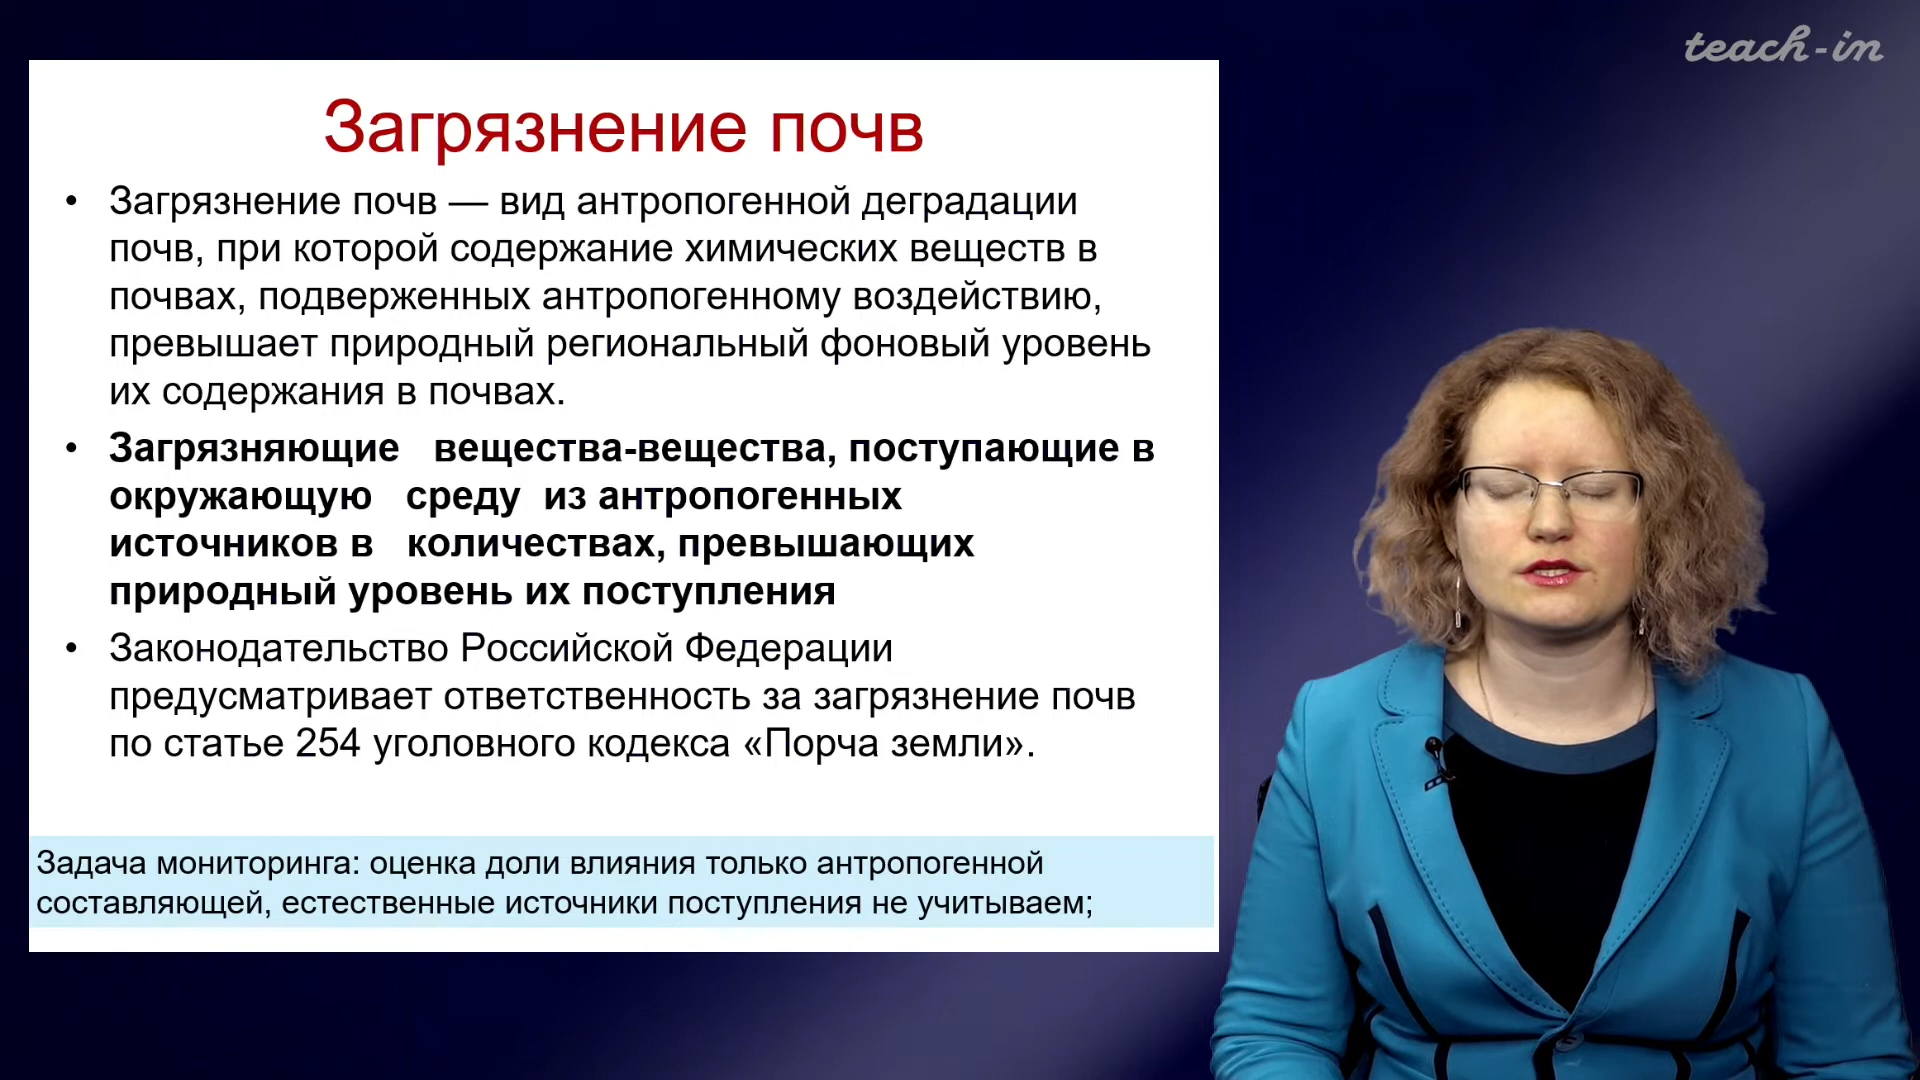 teach-in
Загрязнение почв
• Загрязнение почв — вид антропогенной деградации
почв, при которой содержание химических веществ в
почвах, подверженных антропогенному воздействию,
превышает природный региональный фоновый уровень
их содержания в почвах.
• Загрязняющие вещества-вещества, поступающие в
окружающую среду из антропогенных
источников в количествах, превышающих
природный уровень их поступления
• Законодательство Российской Федерации
предусматривает ответственность за загрязнение почв
по статье 254 уголовного кодекса «Порча земли».
Задача мониторинга: оценка доли влияния только антропогенной
составляющей, естественные источники поступления не учитываем;